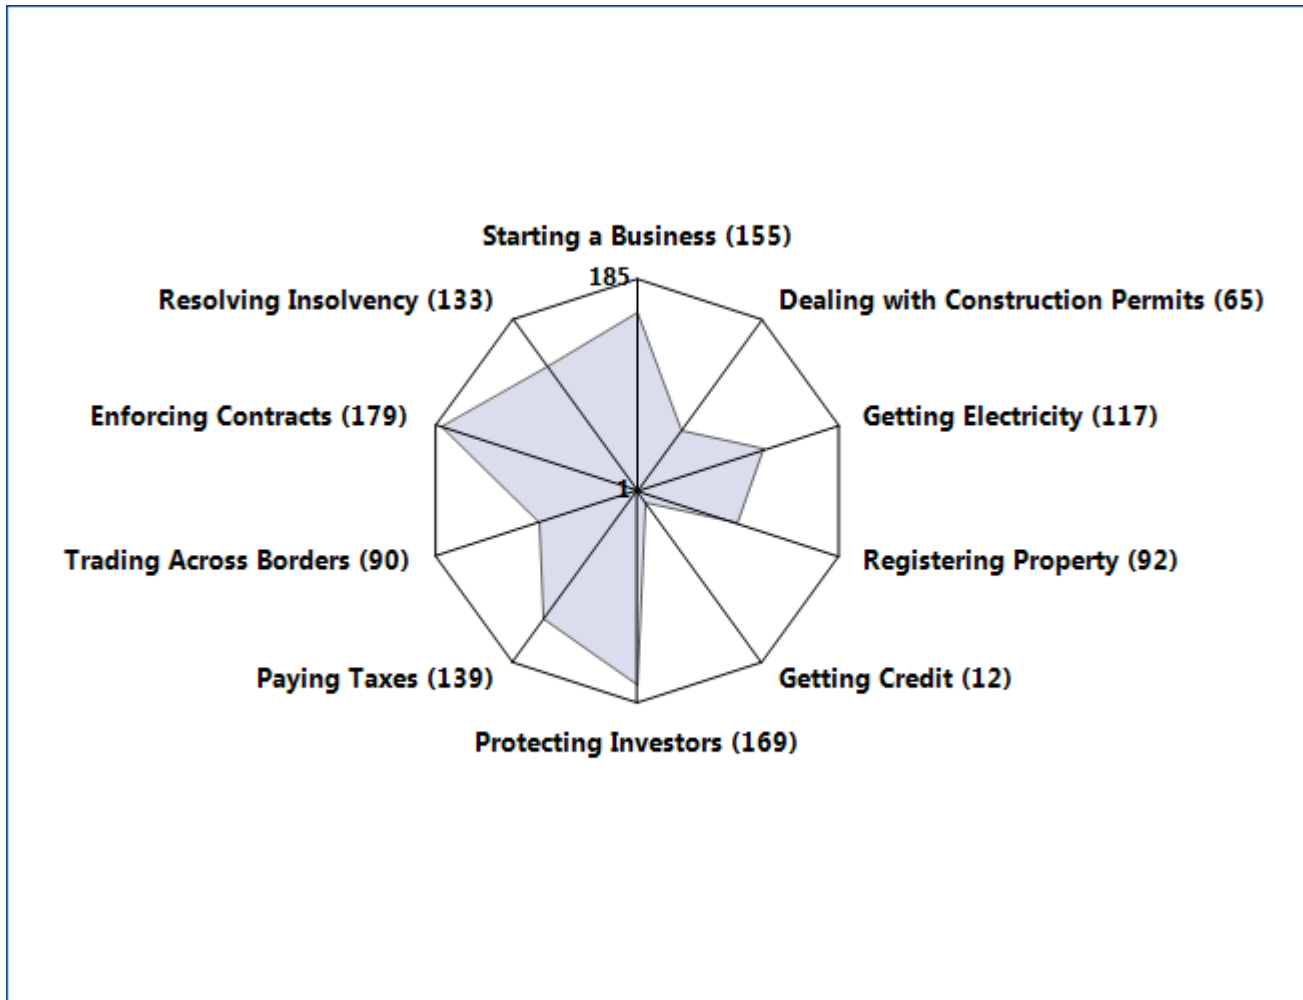 Starting a Business (155)
185
Resolving Insolvency (133)
Dealing with Construction Permits (65)
Enforcing Contracts (179)
Getting Electricity (117)
1
Trading Across Borders (90)
Registering Property (92)
Paying Taxes (139)
Getting Credit (12)
Protecting Investors (169)